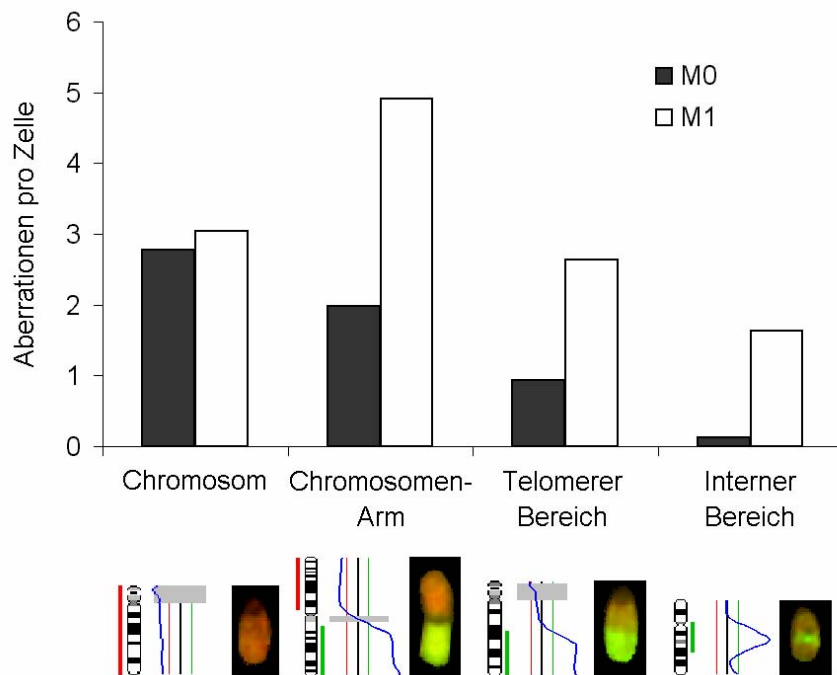 Aberrationen pro Zelle
6
5
4
3
2
1
0
M0
M1
Chromosom
Chromosomen-
Arm
Telomerer
Bereich
Interner
Bereich